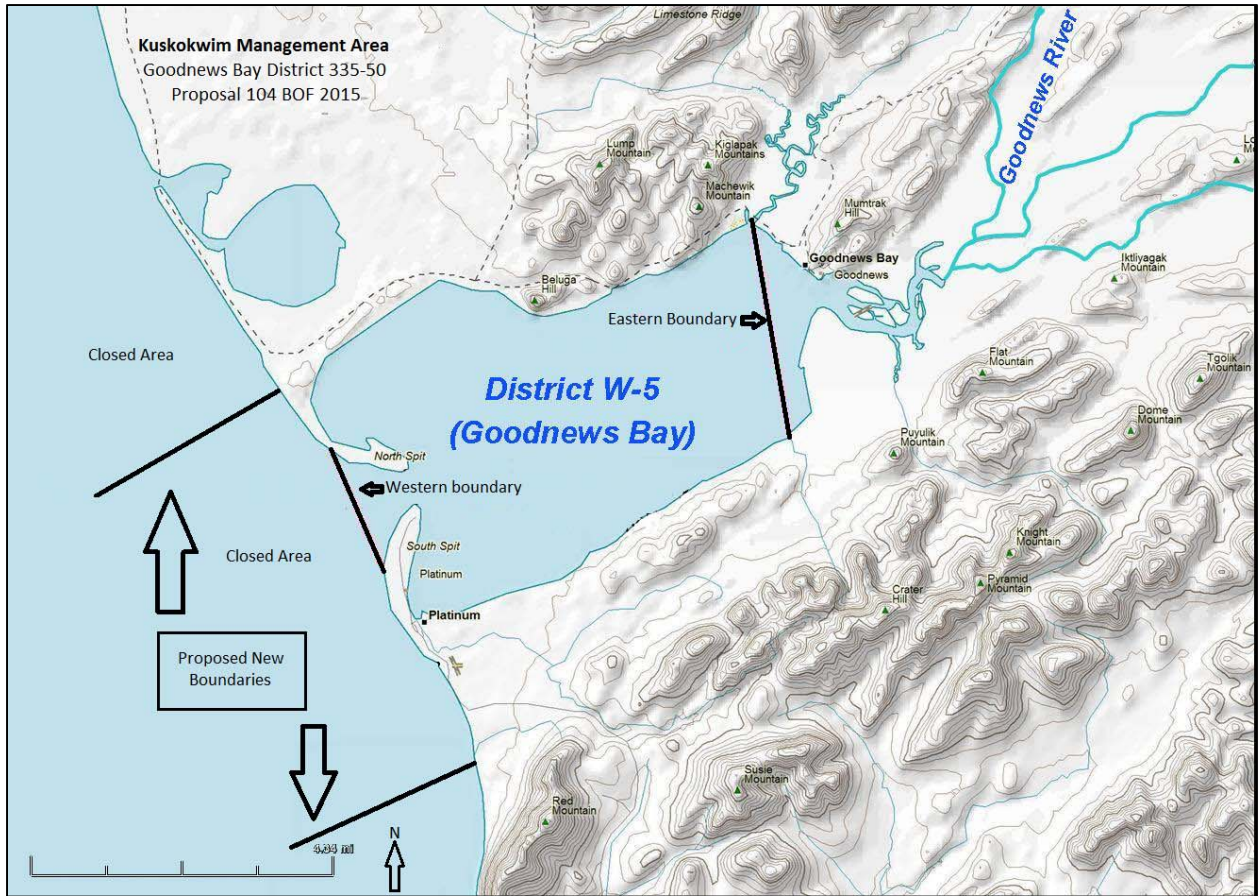 Limestone Ridge
Kuskokwim Management Area
Goodnews Bay District 335-50
Proposal 104 BOF 2015
Goodnews River
Lump
Mountain
Kiglapak
Mountains
Machewik
Mountain
Mumtrak
Hill
Goodnews Bay
Goodnews
Iktliyagak
Mountain
Beluga
Hill
Eastern Boundary
Closed Area
Flat
Mountain
Tgolik
Mountain
District W-5
(Goodnews Bay)
Dome
Mountain
Puyulik
Mountain
North Spit
Western boundary
Closed Area
South Spit
Platinum
Knight
Mountain
Pyramid
Mountain
Crater
Hill
Platinum
Proposed New
Boundaries
Susie
Mountain
Red
Mountain
N
mi